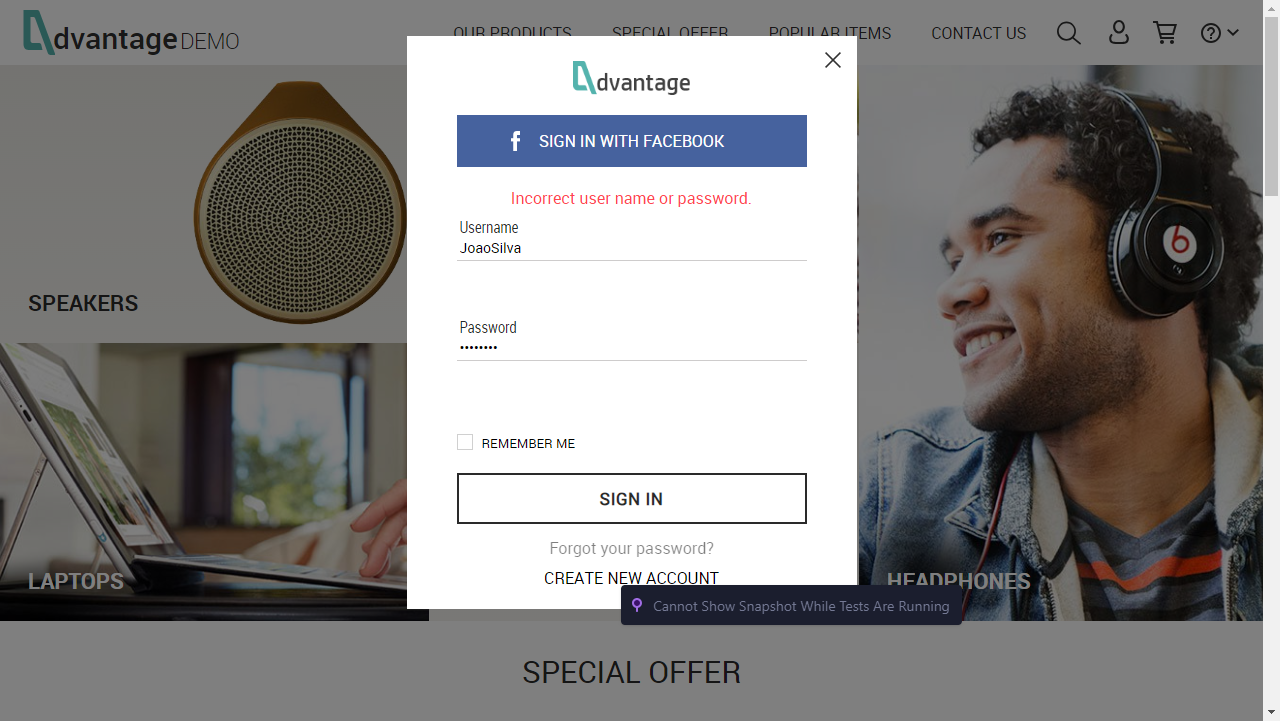 dvantage DEMO
OUR PRODUCTS SPECIAL OFFER POPULAR ITEMS CONTACT US
dvantage
SIGN IN WITH FACEBOOK
Incorrect user name or password.
Username
JoaoSilva
Password
••••••••
REMEMBER ME
SIGN IN
Forgot your password?
CREATE NEW ACCOUNT
SPEAKERS
LAPTOPS
HEADPHONES
Cannot Show Snapshot While Tests Are Running
SPECIAL OFFER